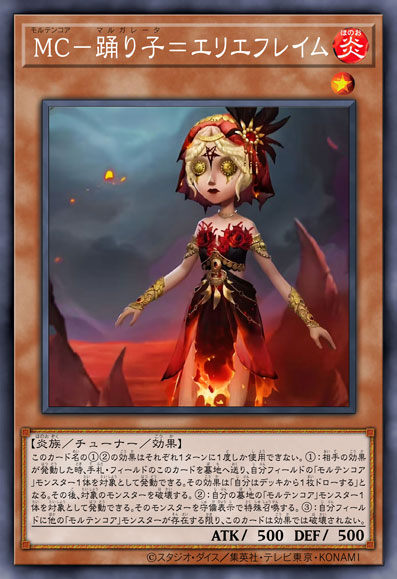 モルテンコア マルガレータ
MC－踊り子＝エリエフレイム
ほのお
炎
【炎族／チューナー／効果】
このカード名の①②の効果はそれぞれ1ターンに1度しか使用できない。①：相手の効果
が発動した時、手札・フィールドのこのカードを墓地へ送り、自分フィールドの「モルテンコア」
モンスター1体を対象として発動できる。その効果は「自分はデッキから1枚ドローする」と
なる。その後、対象のモンスターを破壊する。②：自分の墓地の「モルテンコア」モンスター1
体を対象として発動できる。そのモンスターを守備表示で特殊召喚する。③：自分フィール
ドに他の「モルテンコア」モンスターが存在する限り、このカードは効果では破壊されない。
ATK/ 500 DEF/ 500
©スタジオ・ダイス／集英社・テレビ東京・KONAMI